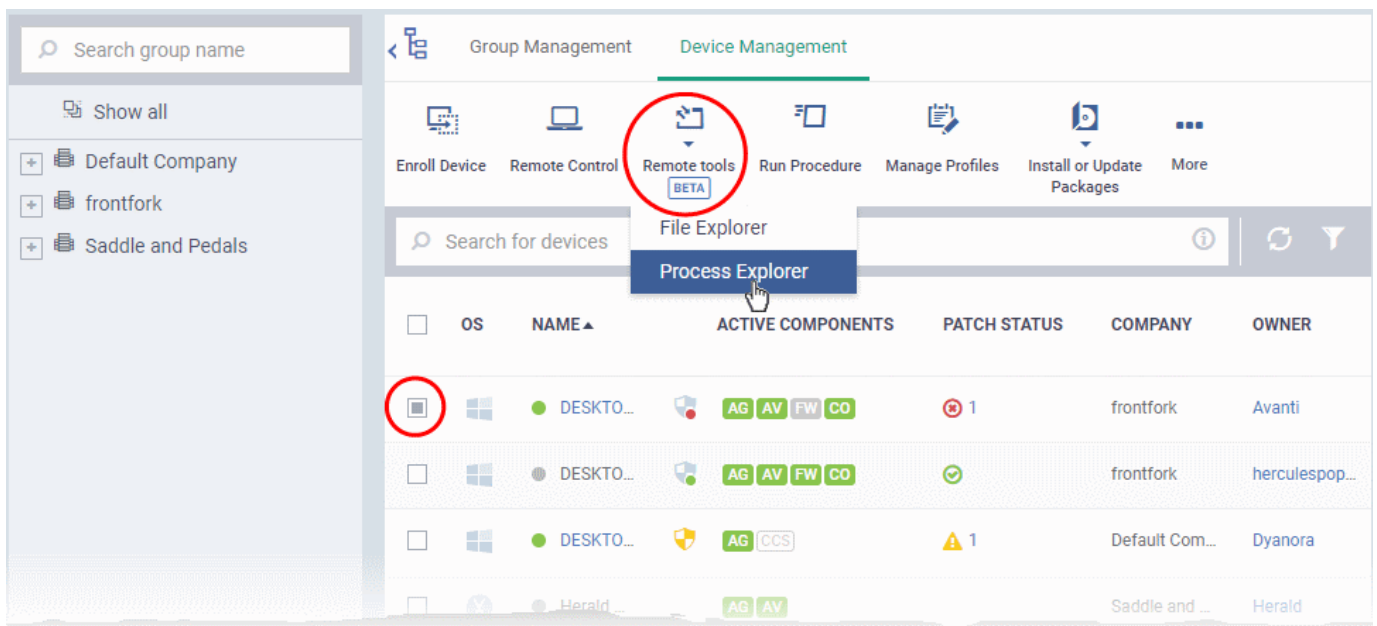 Search group name
Show all
Default Company
frontfork
Saddle and Pedals
Group Management Device Management
Enroll Device Remote Control Remote tools Run Procedure Manage Profiles Install or Update More
BETA Packages
File Explorer
Search for devices
Process Explorer
OS NAME ACTIVE COMPONENTS PATCH STATUS COMPANY OWNER
DESKTO... AG AV FW CO 1 frontfork Avanti
DESKTO... AG AV FW CO frontfork herculespop...
DESKTO... AG CCS 1 Default Com... Dyanora
Herald ... AG AV Saddle and ... Herald